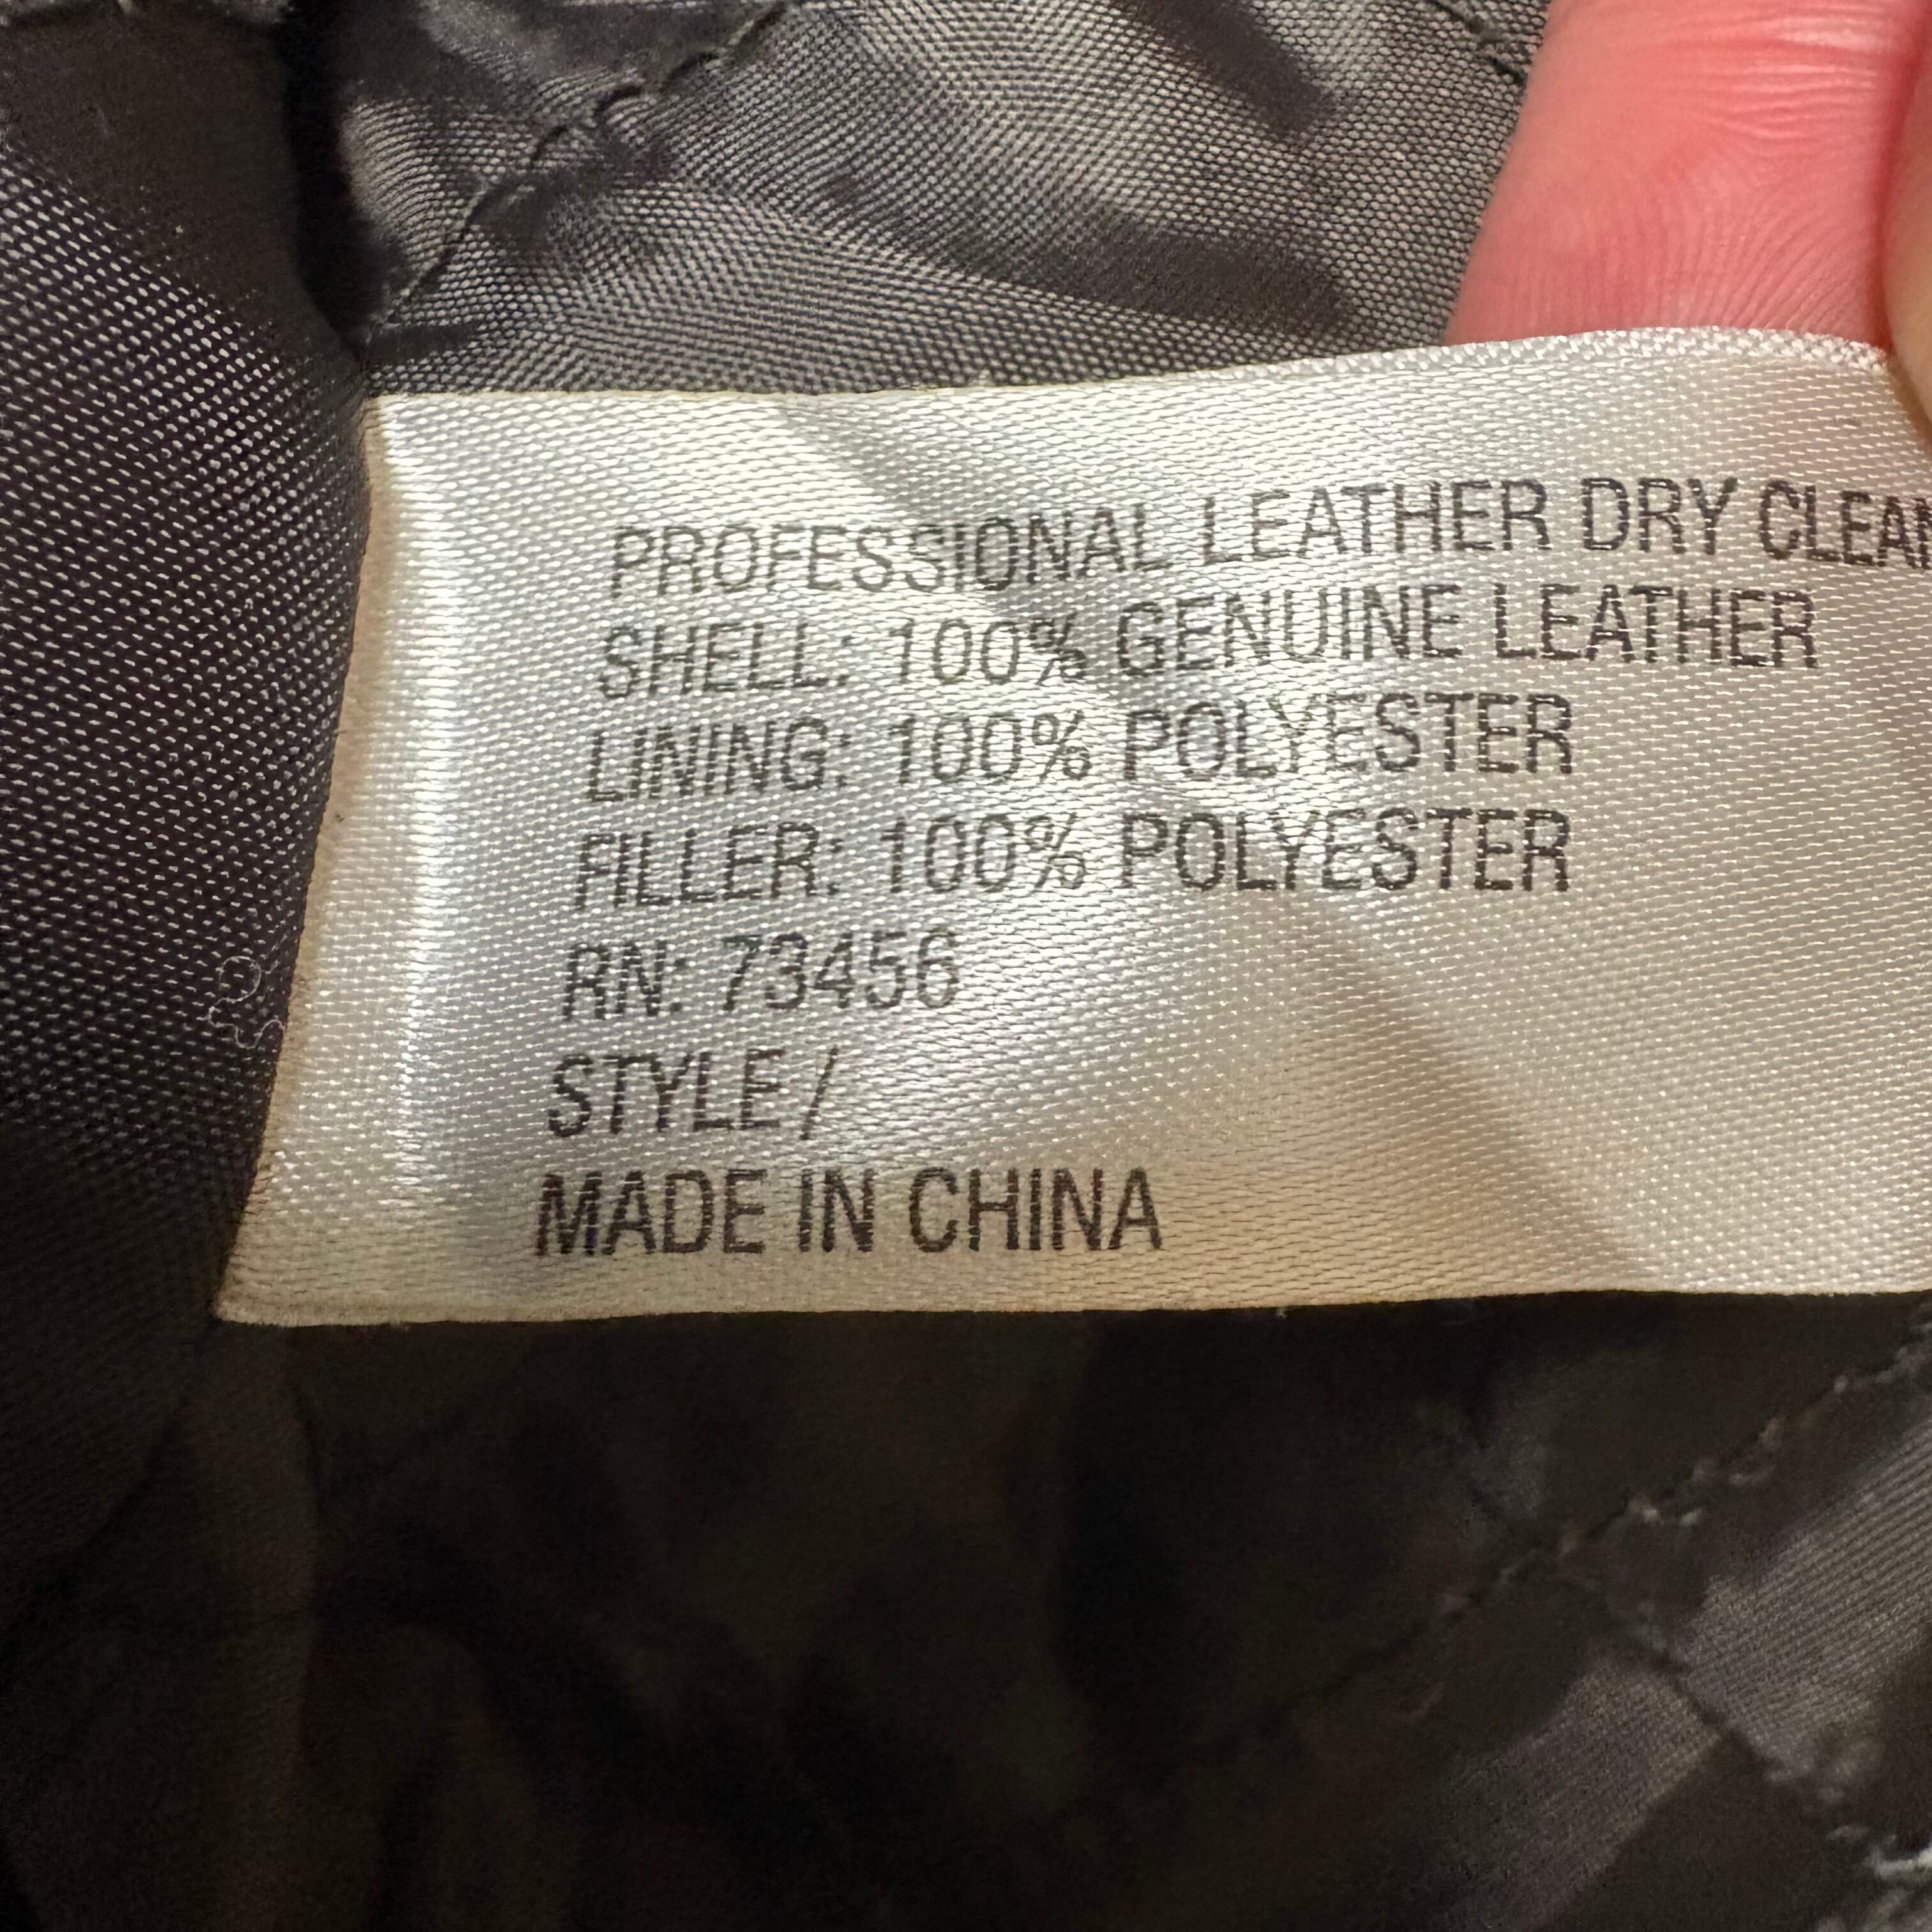 PROFESSIONAL LEATHER DRY CLEAN
SHELL: 100% GENUINE LEATHER
LINING: 100% POLYESTER
FILLER: 100% POLYESTER
RN: 73456
STYLE /
MADE IN CHINA